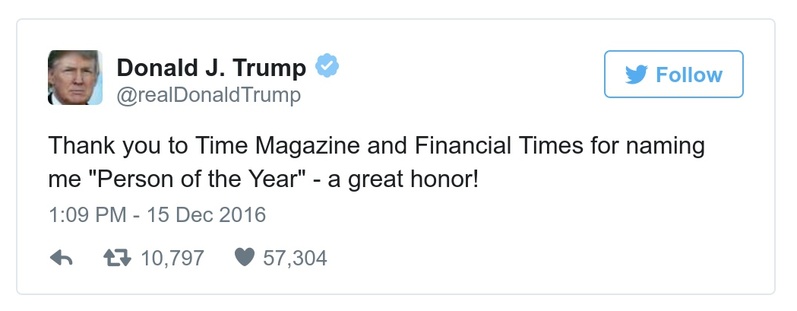 Donald J. Trump
@realDonaldTrump
Follow
Thank you to Time Magazine and Financial Times for naming
me "Person of the Year" - a great honor!
1:09 PM - 15 Dec 2016
10,797 57,304